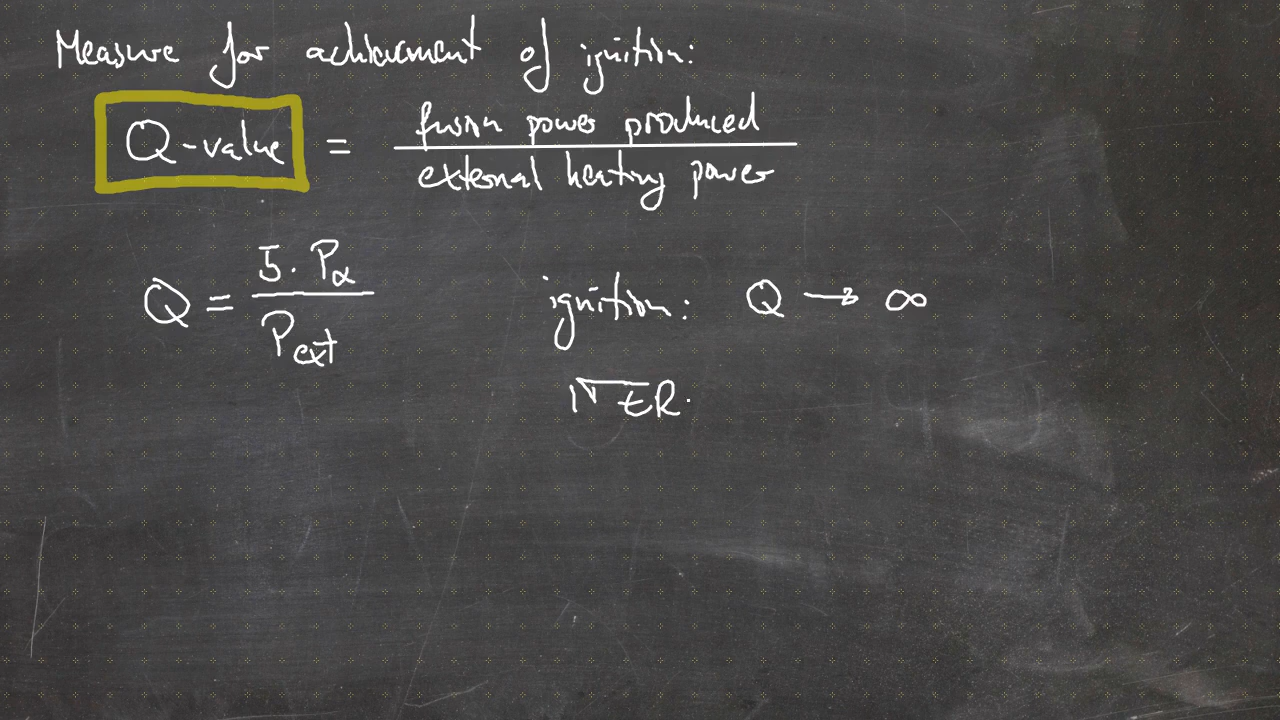 Measure for achievement of ignition:
Q-value = fusion power produced / external heating power
Q = 5 · Pα / Pext
ignition: Q → ∞
ITER: